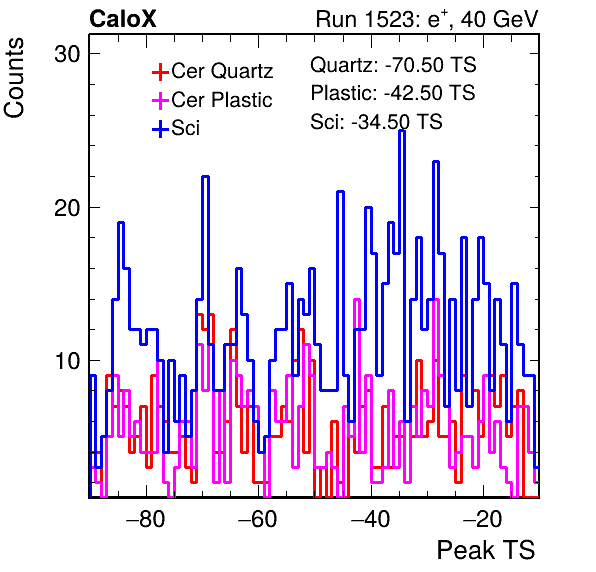 CaloX Run 1523: e+, 40 GeV
Counts
30
20
10
Cer Quartz
Cer Plastic
Sci
Quartz: -70.50 TS
Plastic: -42.50 TS
Sci: -34.50 TS
−80 −60 −40 −20
Peak TS